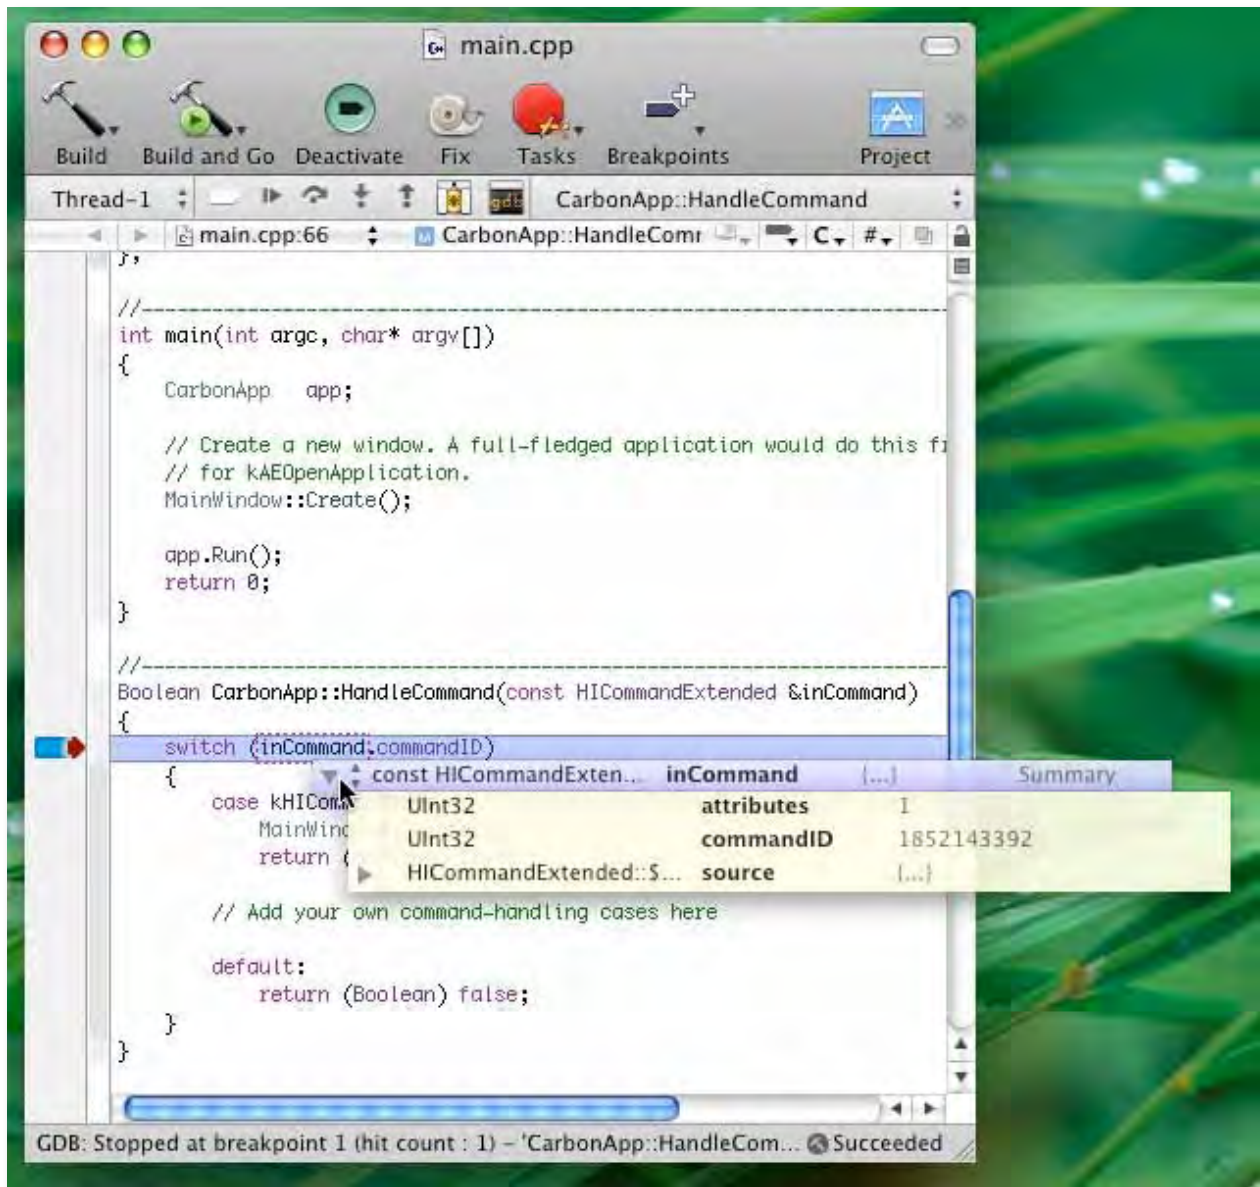 main.cpp
Build Build and Go Deactivate Fix Tasks Breakpoints Project
Thread-1 gdb CarbonApp::HandleCommand
main.cpp:66 CarbonApp::HandleComr C #
};
//----------------------------------------------------------------------
int main(int argc, char* argv[])
{
CarbonApp app;
// Create a new window. A full-fledged application would do this fr
// for kAEOpenApplication.
MainWindow::Create();
app.Run();
return 0;
}
//----------------------------------------------------------------------
Boolean CarbonApp::HandleCommand(const HICommandExtended &inCommand)
{
switch (inCommand.commandID)
{ const HICommandExten... inCommand {...} Summary
case kHIComm UInt32 attributes 1
MainWind UInt32 commandID 1852143392
return ( HICommandExtended::$... source {...}
// Add your own command-handling cases here
default:
return (Boolean) false;
}
}
GDB: Stopped at breakpoint 1 (hit count : 1) – 'CarbonApp::HandleCom... Succeeded